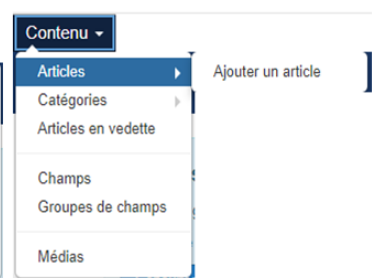 Contenu
Articles
Ajouter un article
Catégories
Articles en vedette
Champs
Groupes de champs
Médias